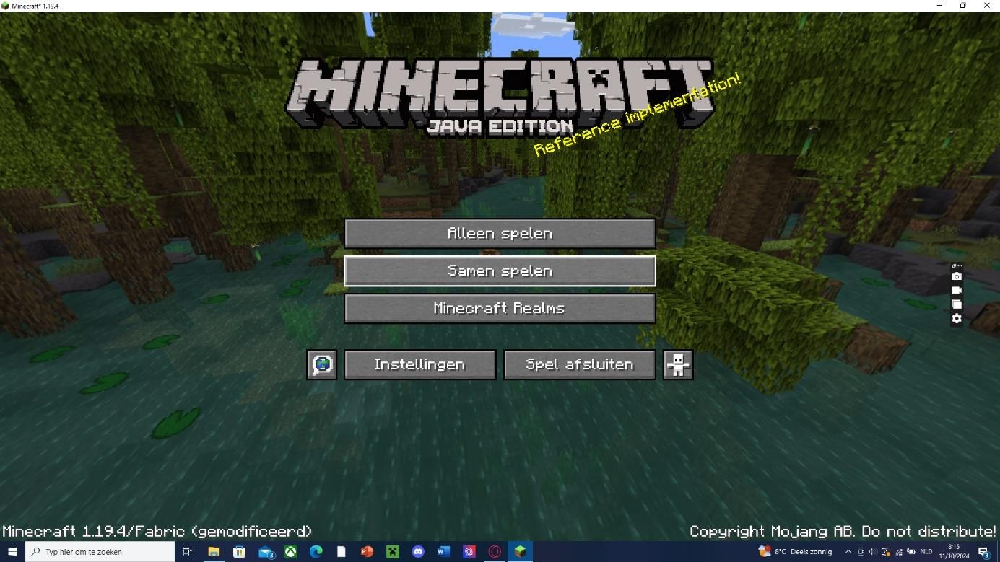 Minecraft* 1.19.4
MINECRAFT
JAVA EDITION
Reference implementation!
Alleen spelen
Samen spelen
Minecraft Realms
Instellingen
Spel afsluiten
Minecraft 1.19.4/Fabric (gemodificeerd)
Copyright Mojang AB. Do not distribute!
Typ hier om te zoeken
3
8°C Deels zonnig
NLD
8:15
11/10/2024
3